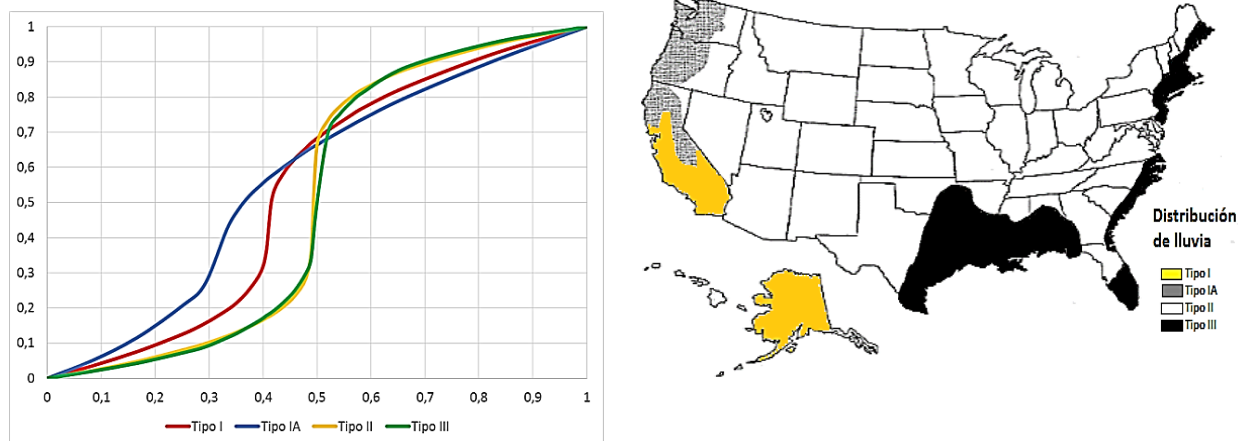 1
0,9
0,8
0,7
0,6
0,5
0,4
0,3
0,2
0,1
0
0 0,1 0,2 0,3 0,4 0,5 0,6 0,7 0,8 0,9 1
Tipo I Tipo IA Tipo II Tipo III
Distribución
de lluvia
Tipo I
Tipo IA
Tipo II
Tipo III